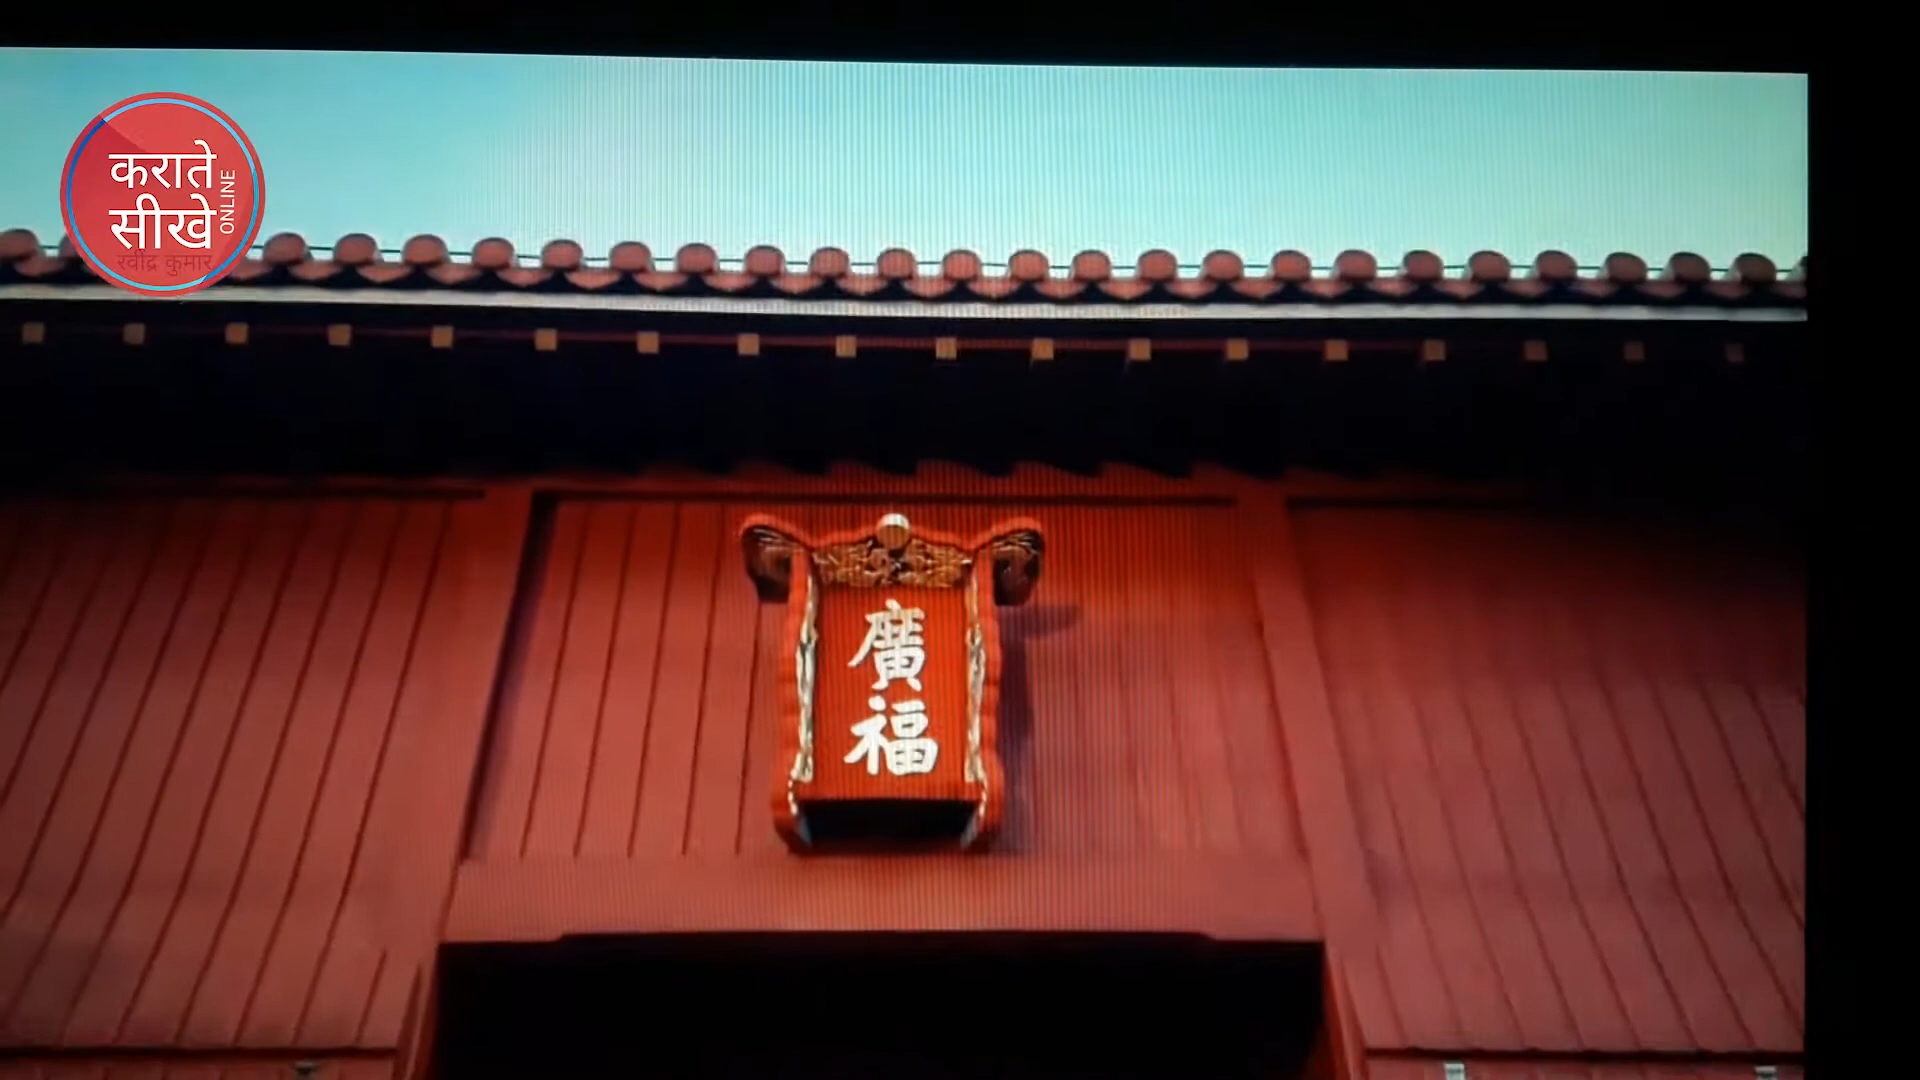 कराते
सीखे
ONLINE
रवींद्र कुमार
廣
福